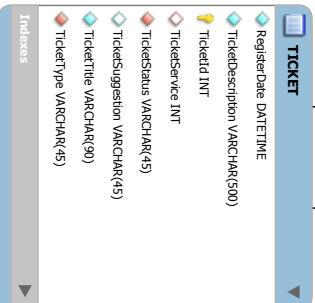 TICKET
RegisterDate DATETIME
TicketDescription VARCHAR(500)
TicketId INT
TicketService INT
TicketStatus VARCHAR(45)
TicketSuggestion VARCHAR(45)
TicketTitle VARCHAR(90)
TicketType VARCHAR(45)
Indexes